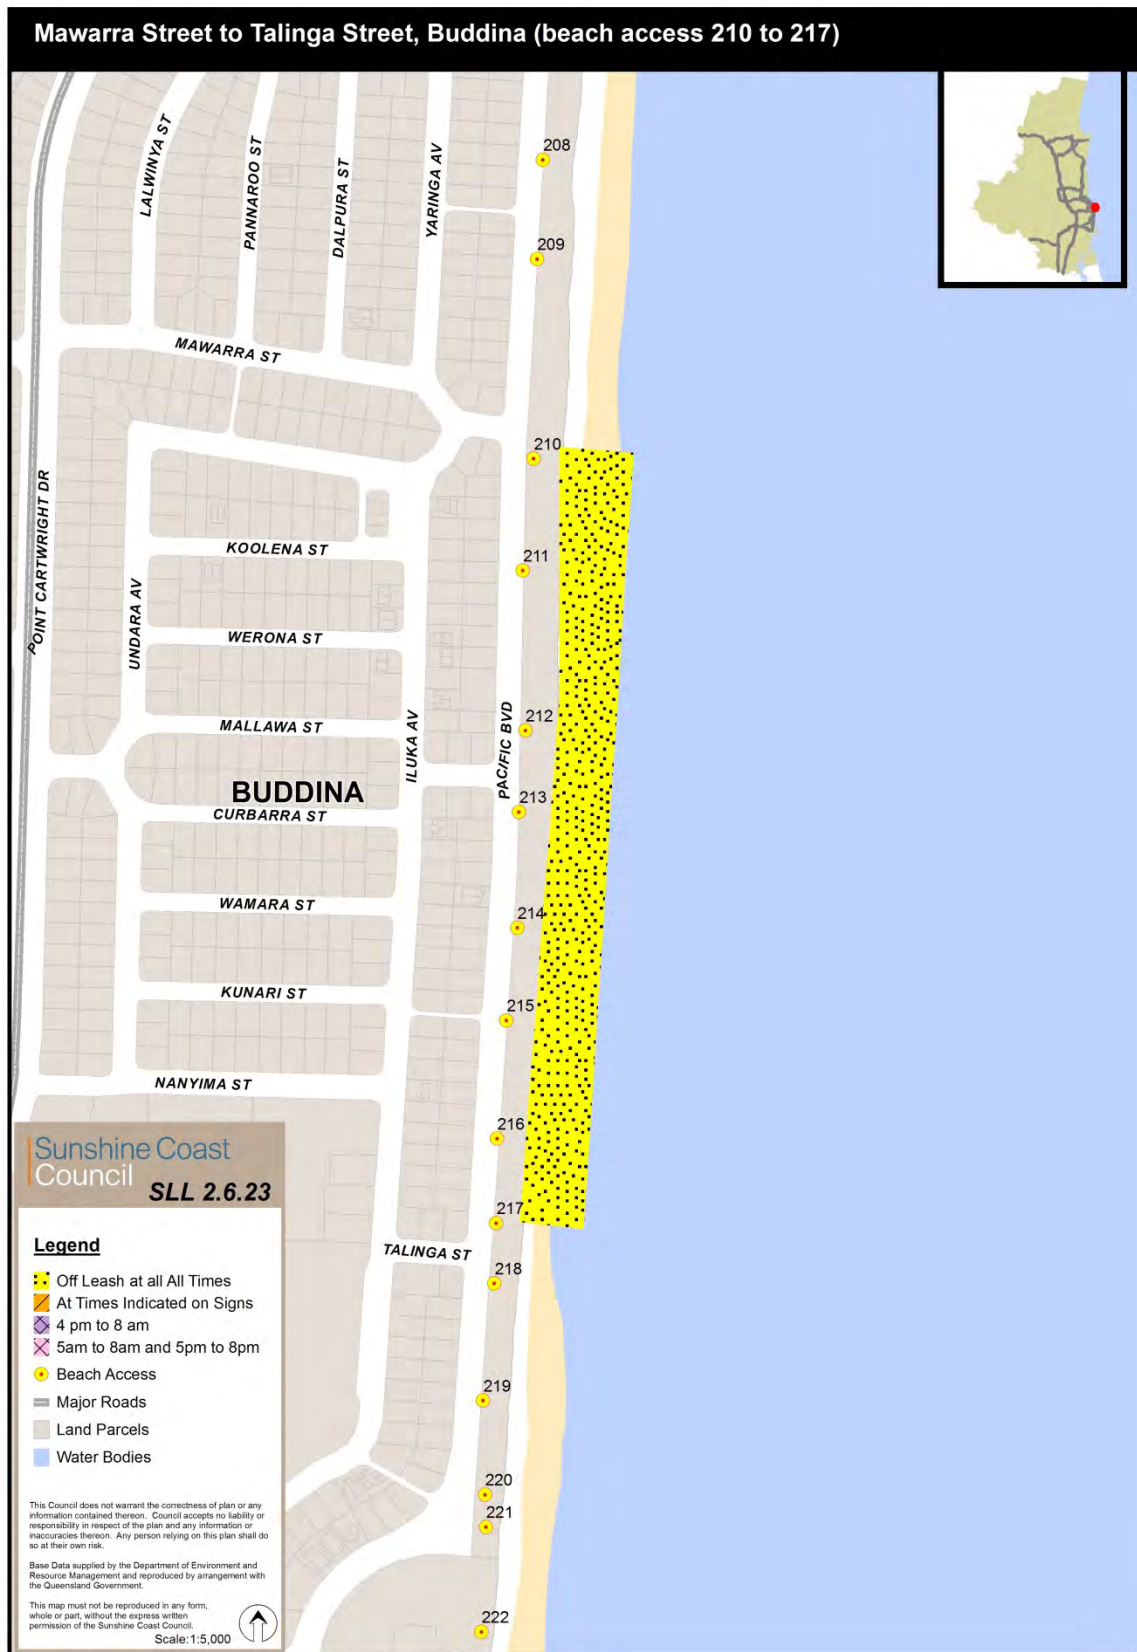 Mawarra Street to Talinga Street, Buddina (beach access 210 to 217)
LALWINYA ST
PANNAROO ST
DALPURA ST
YARINGA AV
208
209
MAWARRA ST
210
POINT CARTWRIGHT DR
KOOLENA ST
211
UNDARA AV
WERONA ST
MALLAWA ST
ILUKA AV
PACIFIC BVD
212
BUDDINA
213
CURBARRA ST
WAMARA ST
214
KUNARI ST
215
NANYIMA ST
216
217
TALINGA ST
218
219
220
221
222
Sunshine Coast
Council
SLL 2.6.23
Legend
Off Leash at all All Times
At Times Indicated on Signs
4 pm to 8 am
5am to 8am and 5pm to 8pm
Beach Access
Major Roads
Land Parcels
Water Bodies
This Council does not warrant the correctness of plan or any
information contained thereon. Council accepts no liability or
responsibility in respect of the plan and any information or
inaccuracies thereon. Any person relying on this plan shall do
so at their own risk.
Base Data supplied by the Department of Environment and
Resource Management and reproduced by arrangement with
the Queensland Government.
This map must not be reproduced in any form,
whole or part, without the express written
permission of the Sunshine Coast Council.
Scale:1:5,000